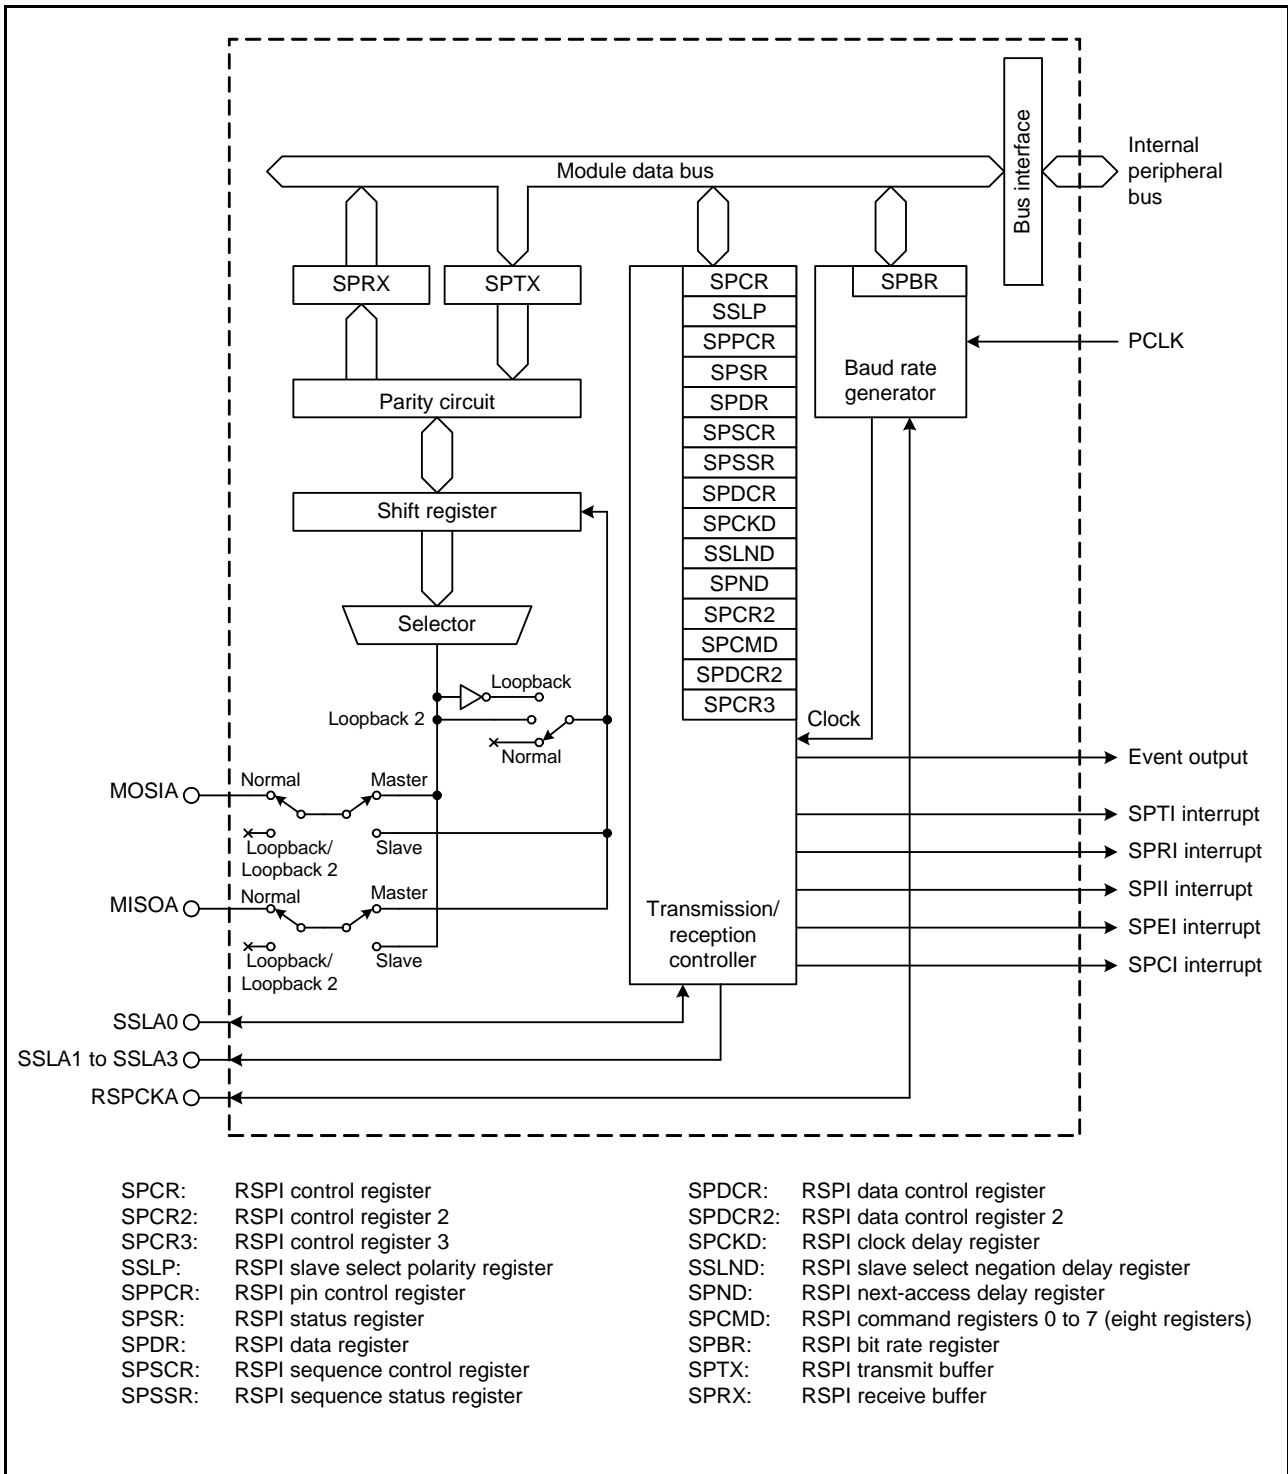 Module data bus
Bus interface
Internal
peripheral
bus
SPRX
SPTX
SPCR
SSLP
SPPCR
SPSR
SPDR
SPSCR
SPSSR
SPDCR
SPCKD
SSLND
SPND
SPCR2
SPCMD
SPDCR2
SPCR3
SPBR
Baud rate
generator
PCLK
Parity circuit
Shift register
Selector
Loopback
Loopback 2
Normal
Clock
MOSIA
Normal
Master
Loopback/
Loopback 2
Slave
MISOA
Normal
Master
Loopback/
Loopback 2
Slave
Transmission/
reception
controller
Event output
SPTI interrupt
SPRI interrupt
SPII interrupt
SPEI interrupt
SPCI interrupt
SSLA0
SSLA1 to SSLA3
RSPCKA
SPCR: RSPI control register
SPCR2: RSPI control register 2
SPCR3: RSPI control register 3
SSLP: RSPI slave select polarity register
SPPCR: RSPI pin control register
SPSR: RSPI status register
SPDR: RSPI data register
SPSCR: RSPI sequence control register
SPSSR: RSPI sequence status register
SPDCR: RSPI data control register
SPDCR2: RSPI data control register 2
SPCKD: RSPI clock delay register
SSLND: RSPI slave select negation delay register
SPND: RSPI next-access delay register
SPCMD: RSPI command registers 0 to 7 (eight registers)
SPBR: RSPI bit rate register
SPTX: RSPI transmit buffer
SPRX: RSPI receive buffer